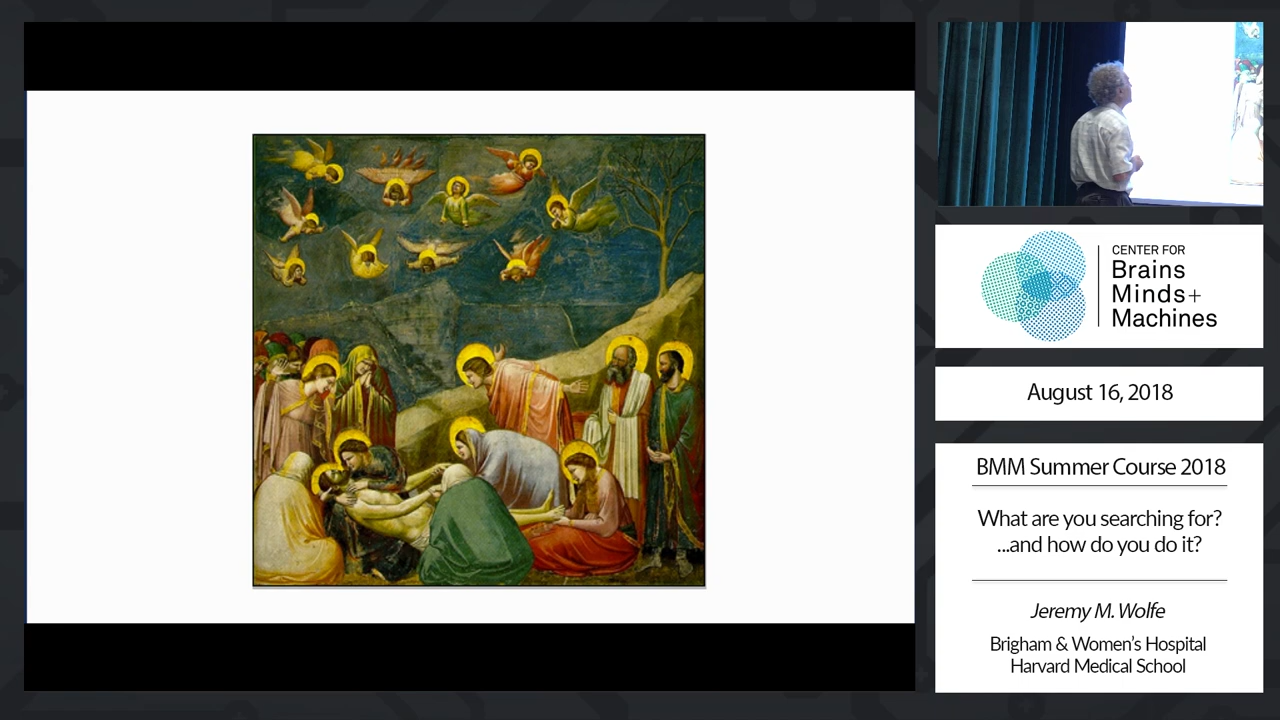 CENTER FOR
Brains
Minds+
Machines
August 16, 2018
BMM Summer Course 2018
What are you searching for?
...and how do you do it?
Jeremy M. Wolfe
Brigham & Women's Hospital
Harvard Medical School